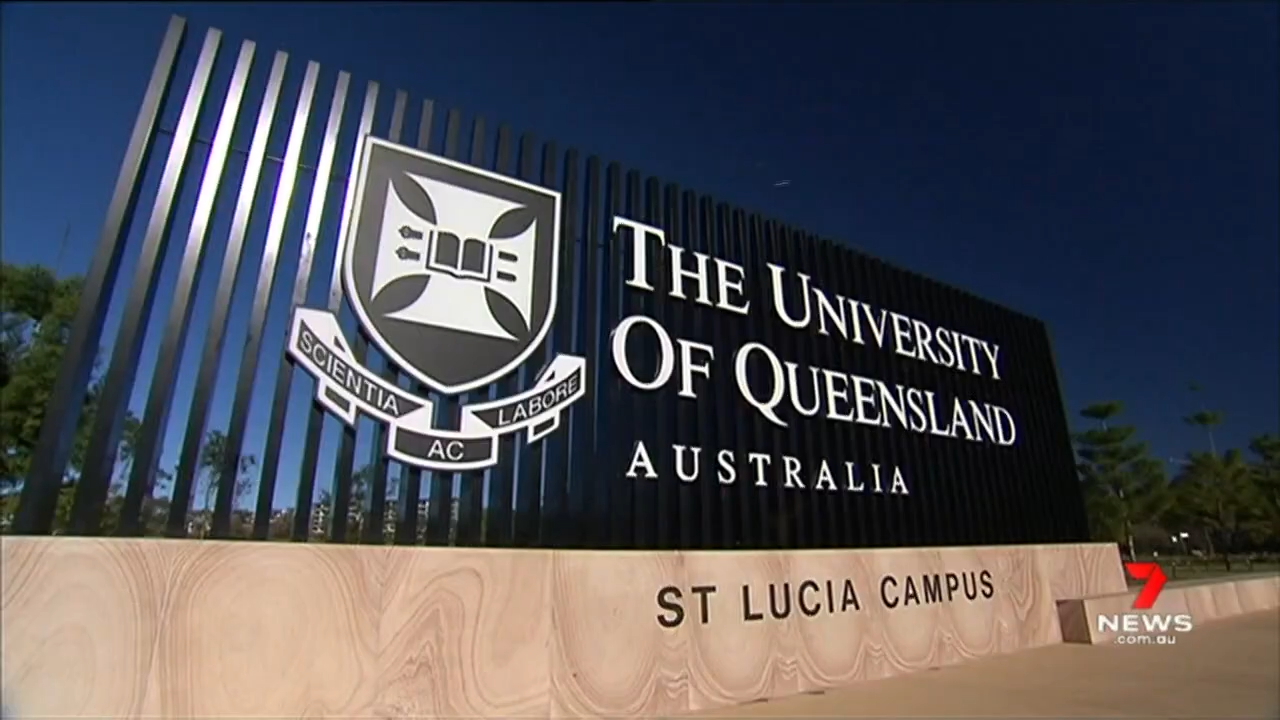 THE UNIVERSITY
OF QUEENSLAND
AUSTRALIA
SCIENTIA
AC
LABORE
ST LUCIA CAMPUS
7
NEWS
.com.au